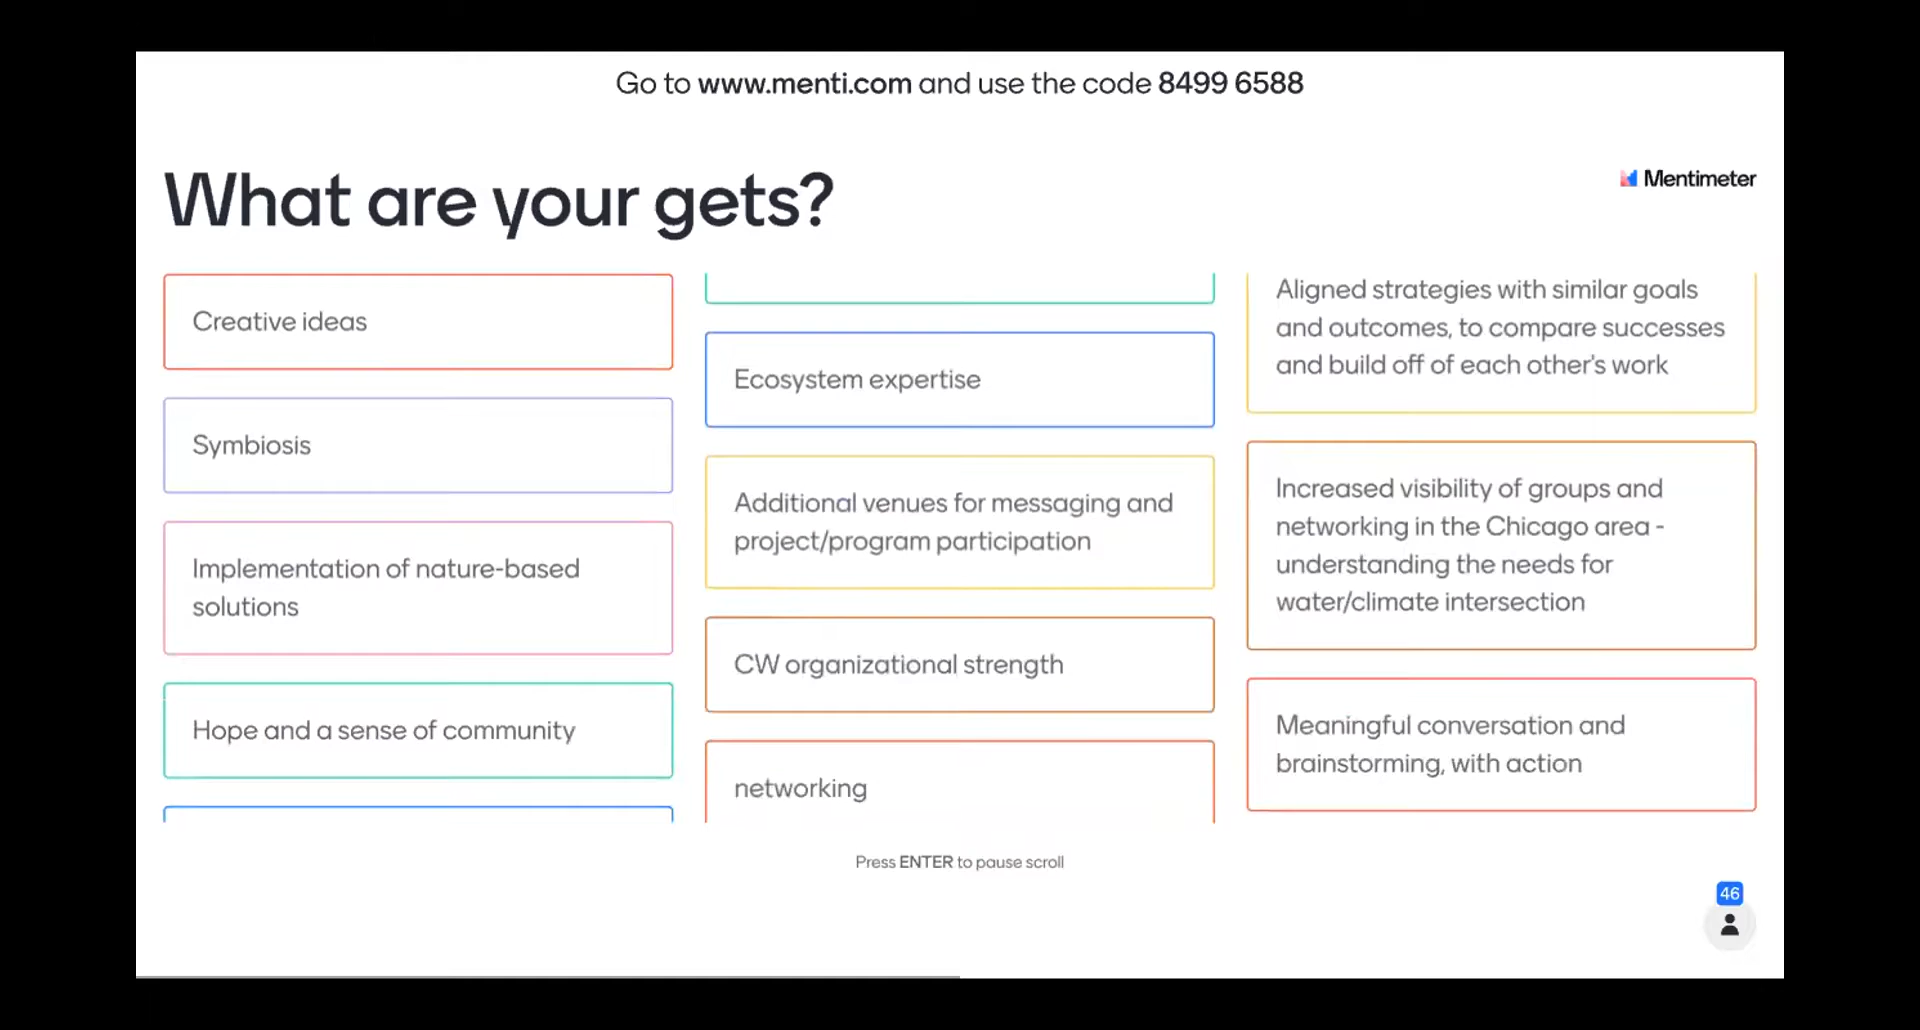 Go to www.menti.com and use the code 8499 6588
What are your gets?
Mentimeter
Creative ideas
Symbiosis
Implementation of nature-based
solutions
Hope and a sense of community
Ecosystem expertise
Additional venues for messaging and
project/program participation
CW organizational strength
networking
Aligned strategies with similar goals
and outcomes, to compare successes
and build off of each other's work
Increased visibility of groups and
networking in the Chicago area -
understanding the needs for
water/climate intersection
Meaningful conversation and
brainstorming, with action
Press ENTER to pause scroll
46